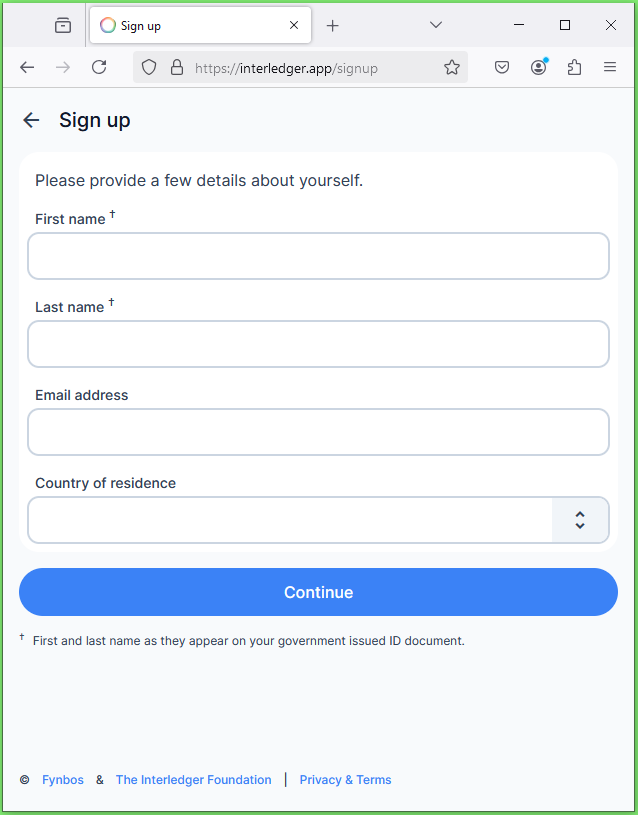 Sign up
https://interledger.app/signup
Sign up
Please provide a few details about yourself.
First name †
Last name †
Email address
Country of residence
Continue
† First and last name as they appear on your government issued ID document.
© Fynbos & The Interledger Foundation | Privacy & Terms